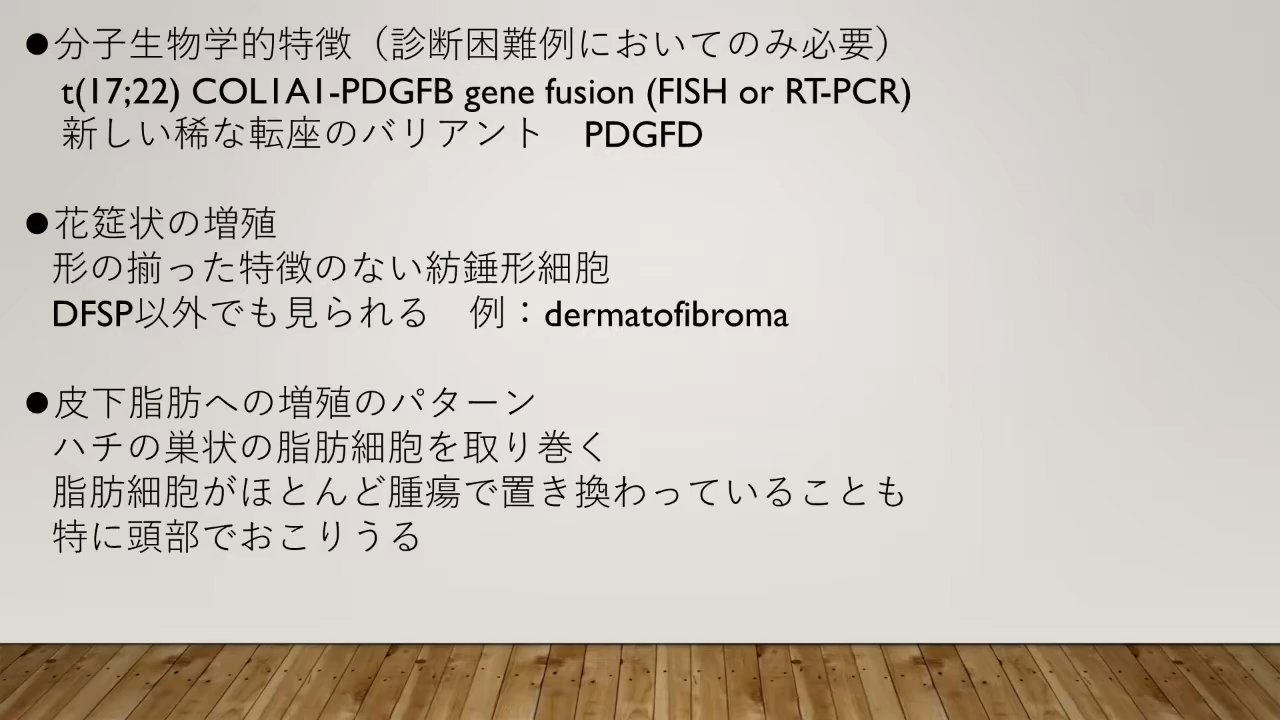 ●分子生物学的特徴（診断困難例においてのみ必要）
t(17;22) COL1A1-PDGFB gene fusion (FISH or RT-PCR)
新しい稀な転座のバリアント　PDGFD
●花筵状の増殖
形の揃った特徴のない紡錘形細胞
DFSP以外でも見られる　例：dermatofibroma
●皮下脂肪への増殖のパターン
ハチの巣状の脂肪細胞を取り巻く
脂肪細胞がほとんど腫瘍で置き換わっていることも
特に頭部でおこりうる